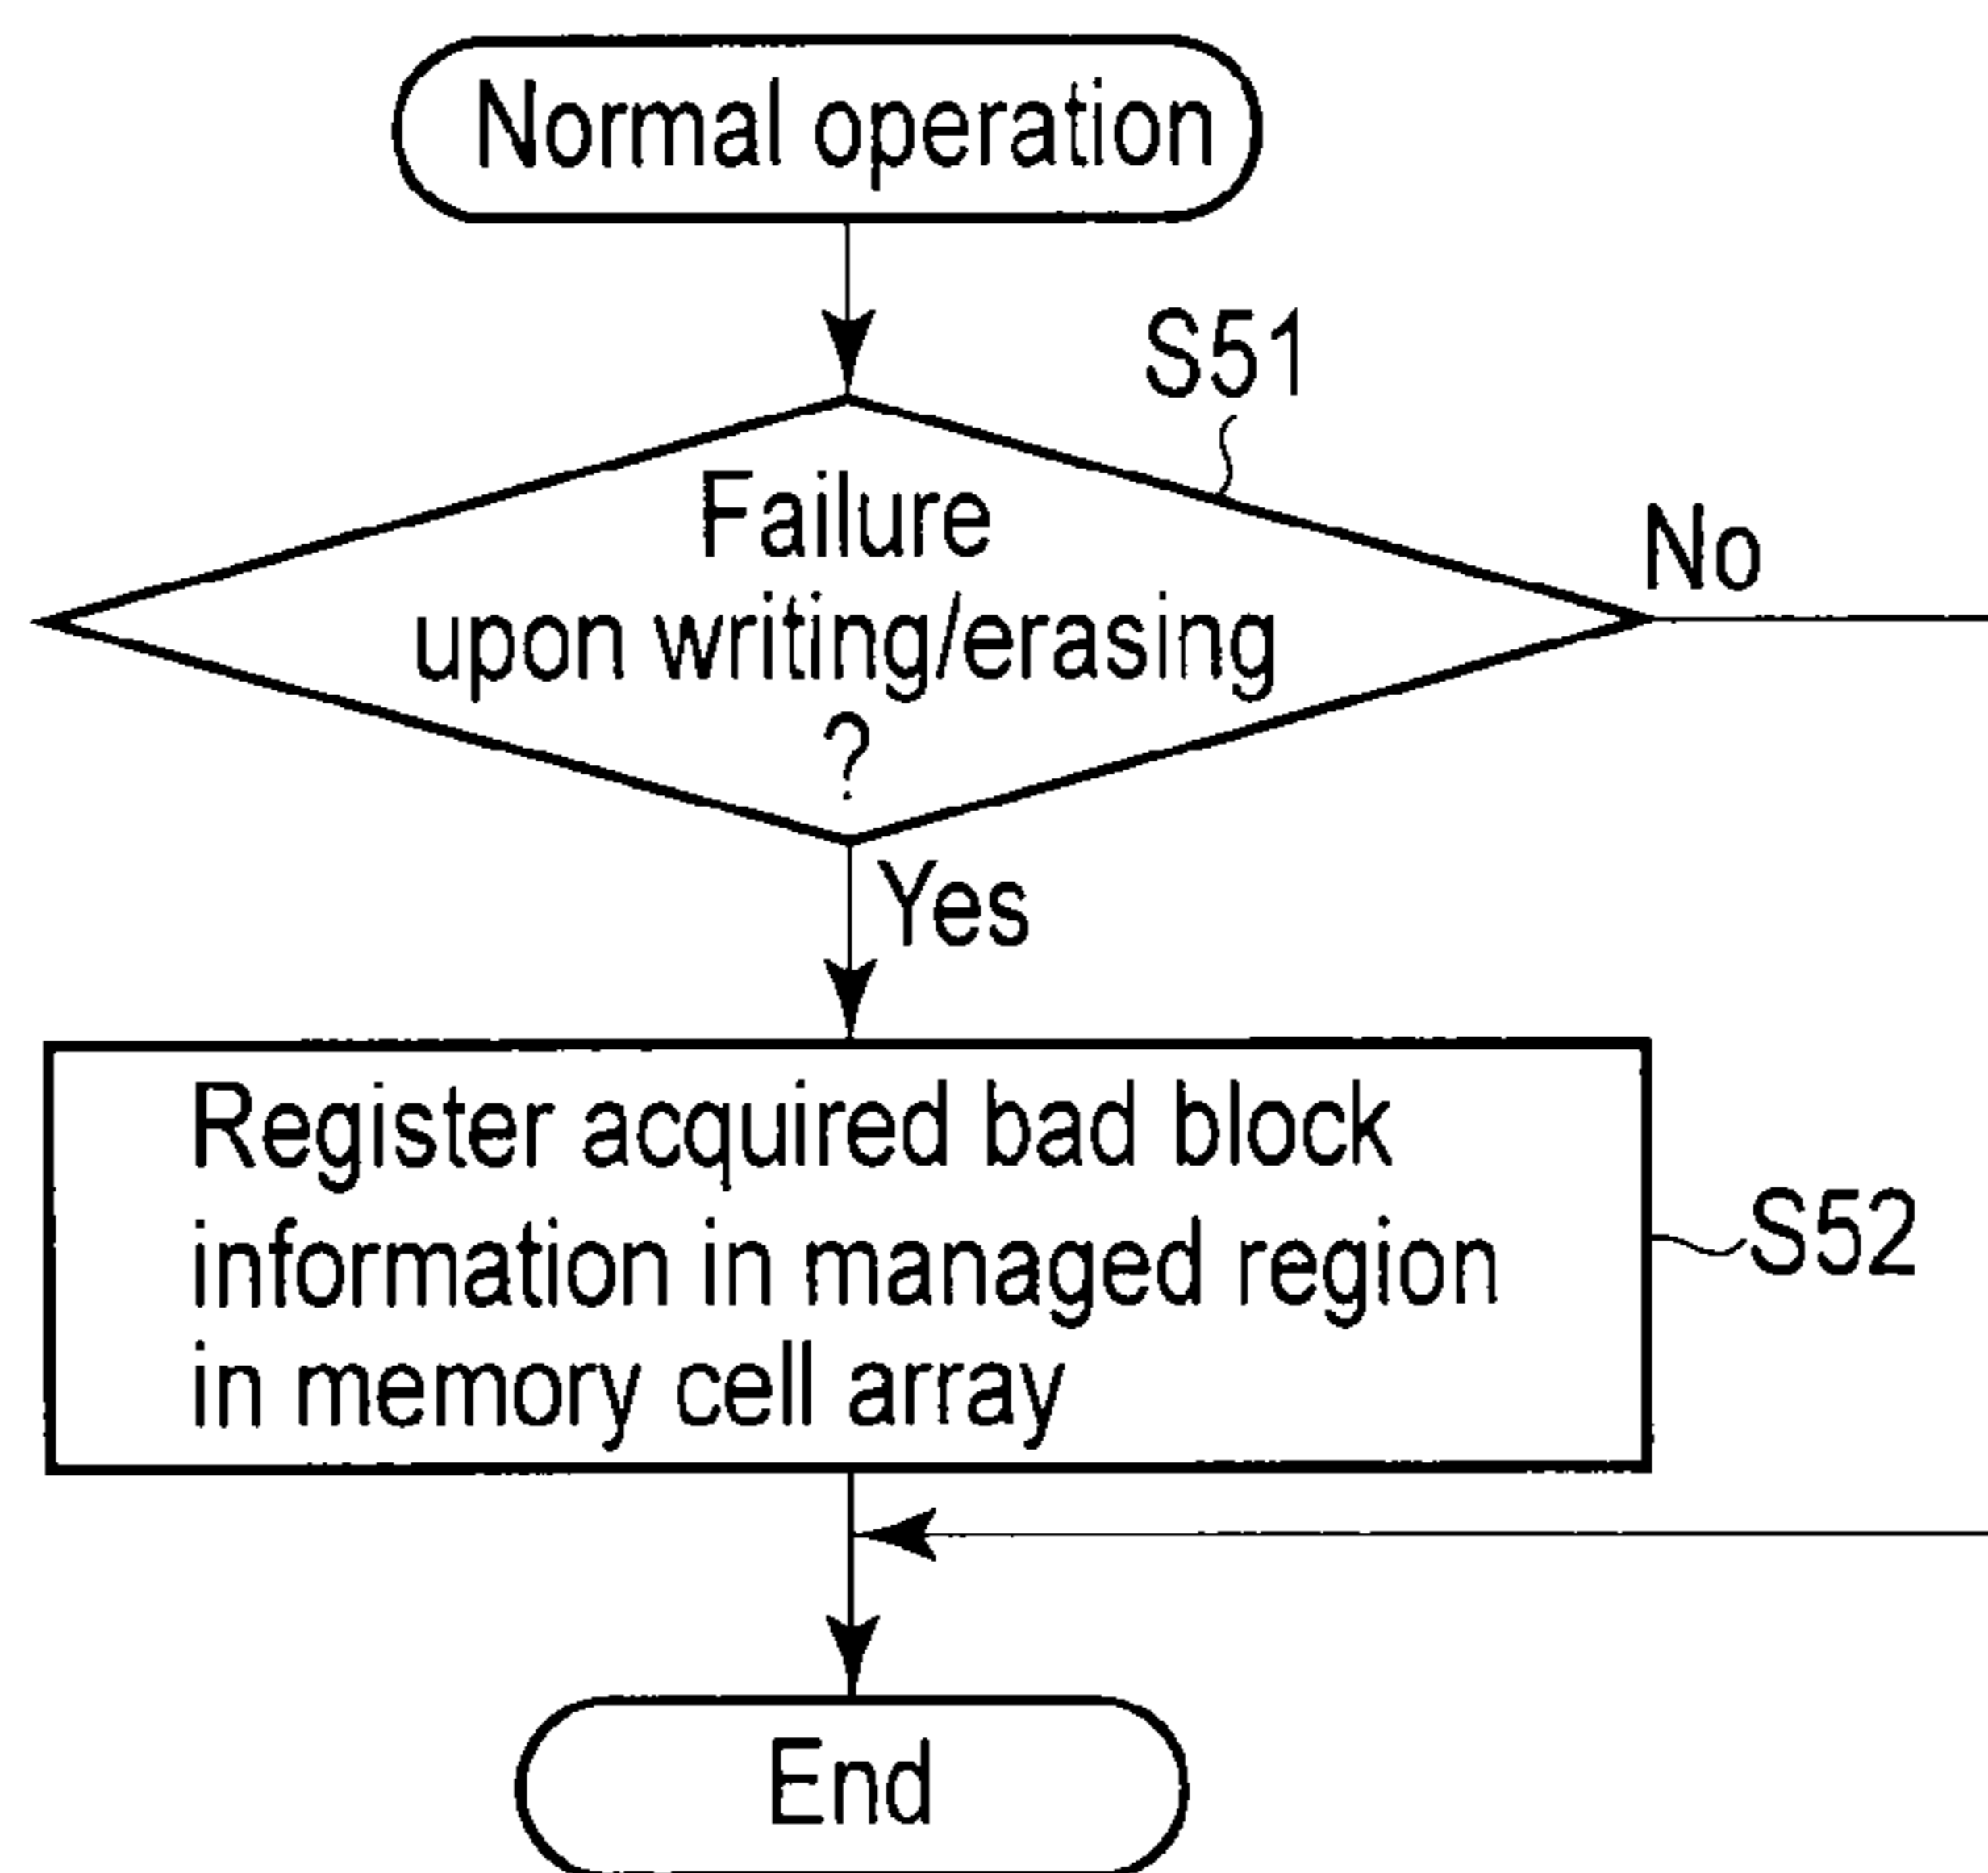 Normal operation
S51
Failure
upon writing/erasing
?
No
Yes
Register acquired bad block
information in managed region
in memory cell array
S52
End